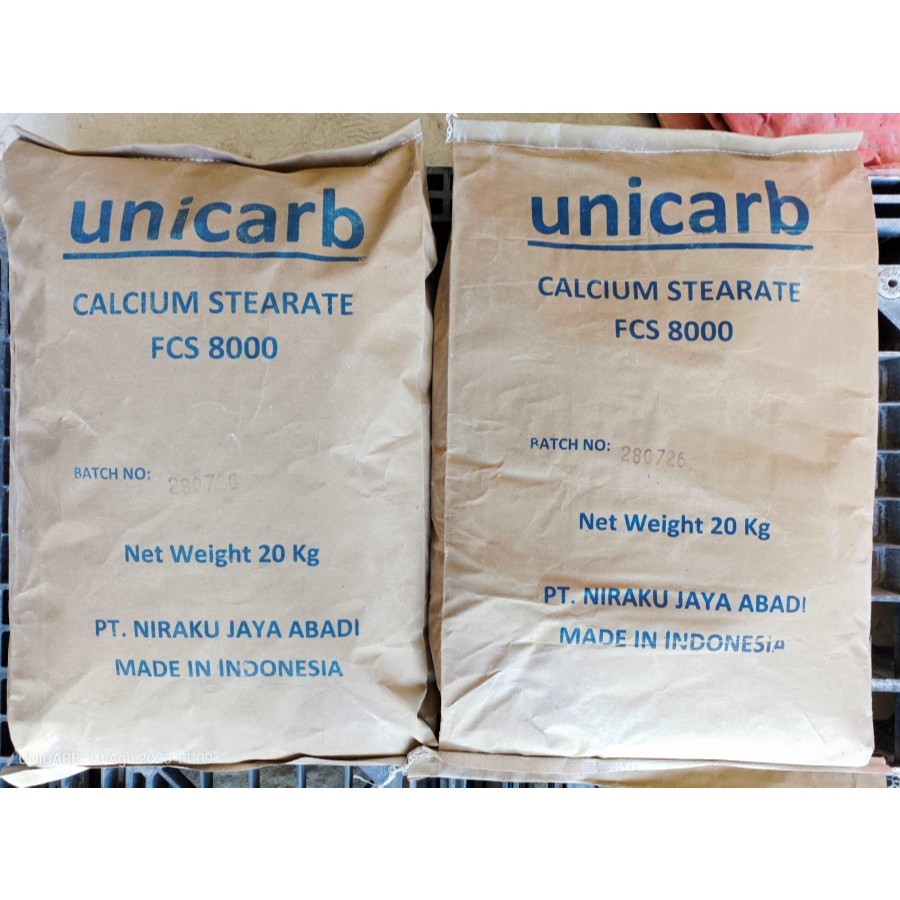 unicarb
CALCIUM STEARATE
FCS 8000
BATCH NO:
Net Weight 20 Kg
PT. NIRAKU JAYA ABADI
MADE IN INDONESIA
unicarb
CALCIUM STEARATE
FCS 8000
BATCH NO: 280726
Net Weight 20 Kg
PT. NIRAKU JAYA ABADI
MADE IN INDONESIA
UNICARB